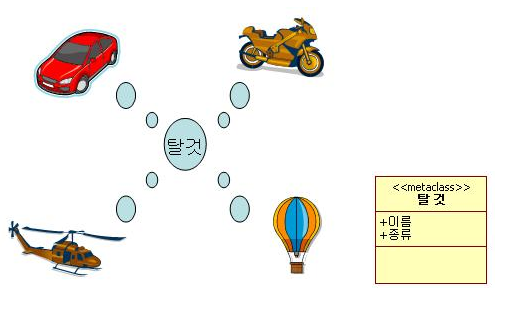 탈것
<<metaclass>>
탈 것
+이름
+종류